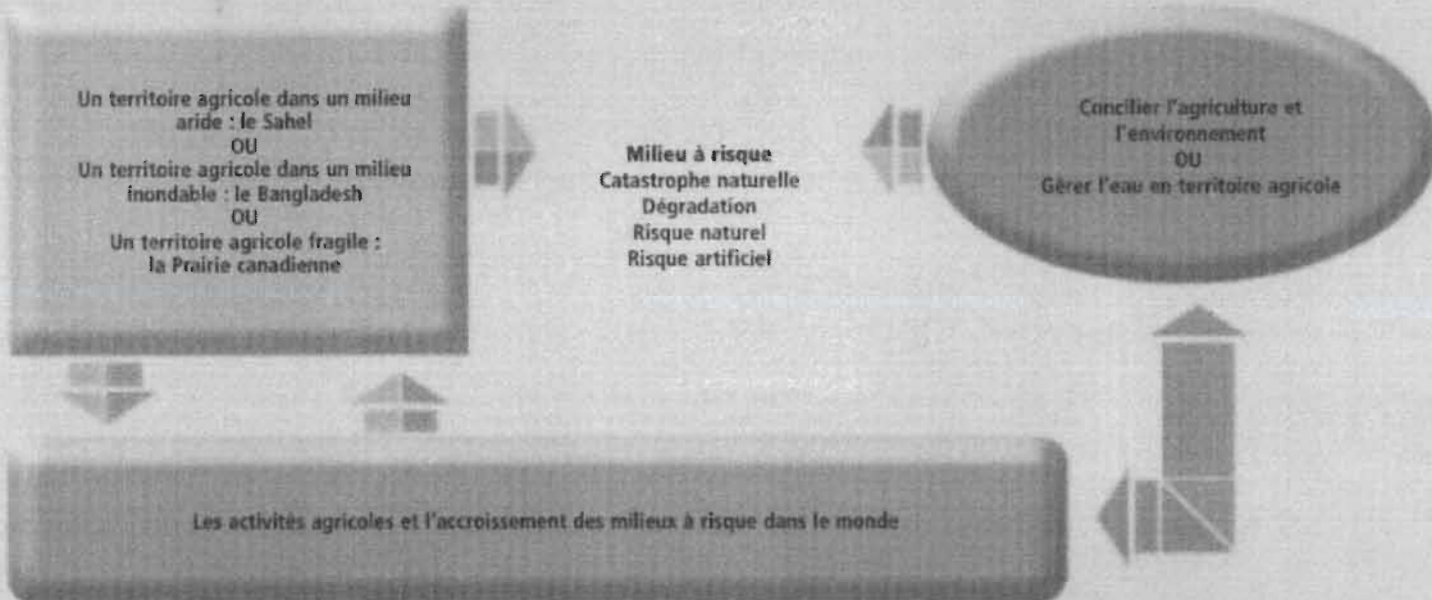 Un territoire agricole dans un milieu
aride : le Sahel
OU
Un territoire agricole dans un milieu
inondable : le Bangladesh
OU
Un territoire agricole fragile :
la Prairie canadienne
Milieu à risque
Catastrophe naturelle
Dégradation
Risque naturel
Risque artificiel
Concilier l'agriculture et
l'environnement
OU
Gérer l'eau en territoire agricole
Les activités agricoles et l'accroissement des milieux à risque dans le monde